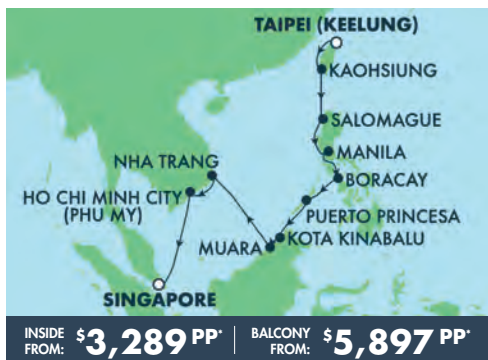 TAIPEI (KEELUNG)
KAOHSIUNG
SALOMAGUE
MANILA
BORACAY
PUERTO PRINCESA
KOTA KINABALU
MUARA
NHA TRANG
HO CHI MINH CITY
(PHU MY)
SINGAPORE
INSIDE FROM: $3,289 PP*
BALCONY FROM: $5,897 PP*